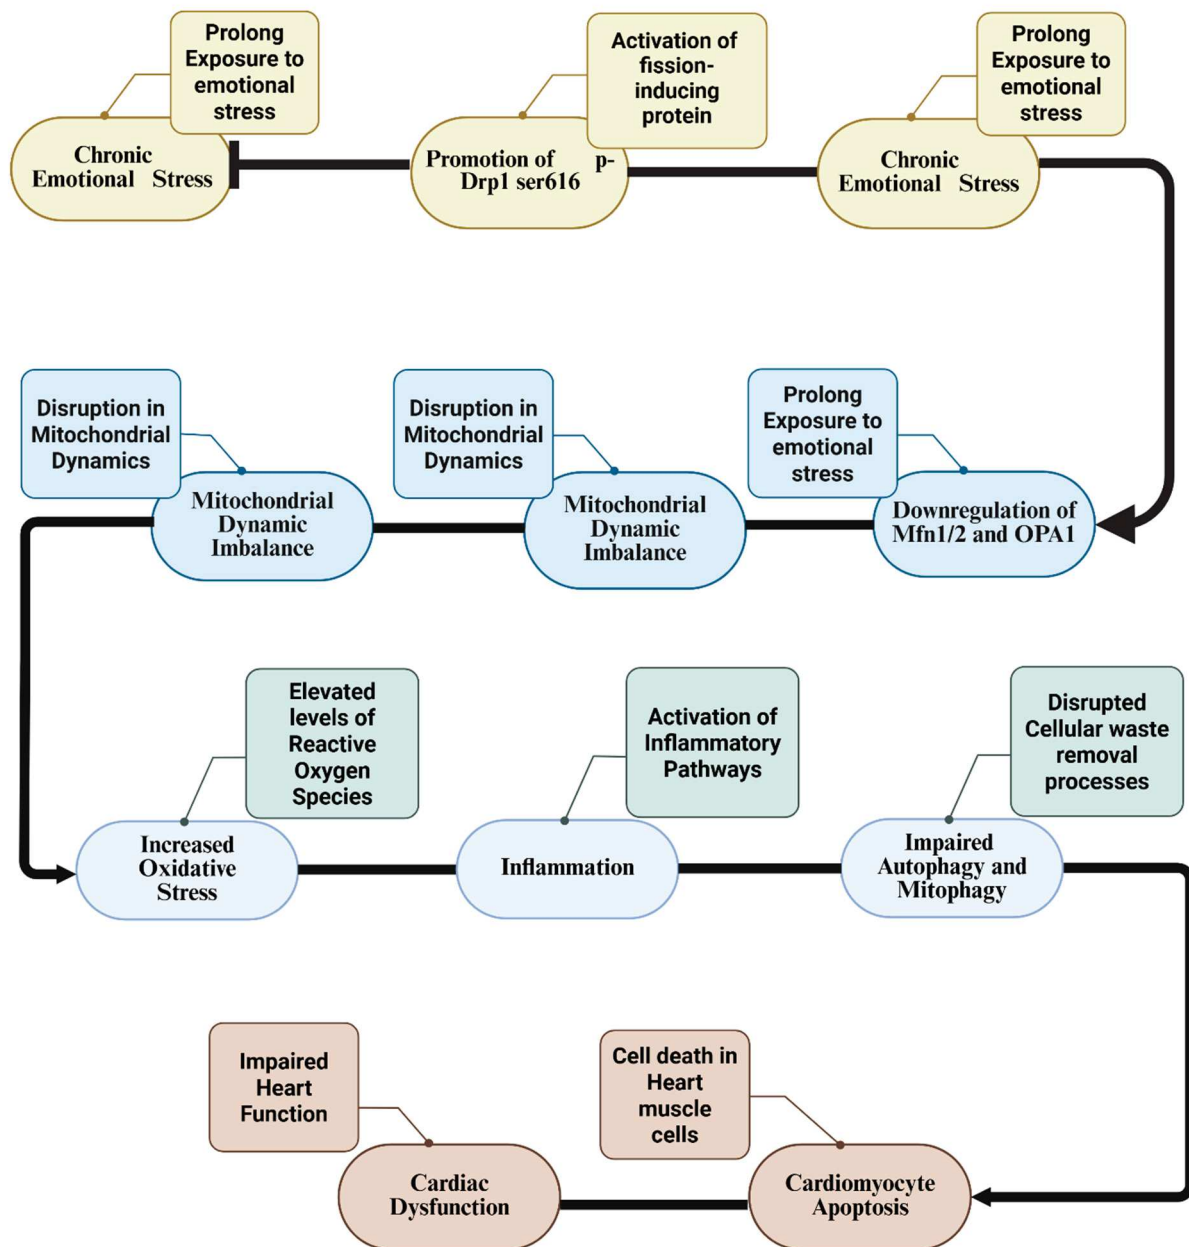 Prolong
Exposure to
emotional
stress
Chronic
Emotional Stress
Activation of
fission-
inducing
protein
Promotion of p-
Drp1 ser616
Prolong
Exposure to
emotional
stress
Chronic
Emotional Stress
Disruption in
Mitochondrial
Dynamics
Mitochondrial
Dynamic
Imbalance
Disruption in
Mitochondrial
Dynamics
Mitochondrial
Dynamic
Imbalance
Prolong
Exposure to
emotional
stress
Downregulation of
Mfn1/2 and OPA1
Elevated
levels of
Reactive
Oxygen
Species
Increased
Oxidative
Stress
Activation of
Inflammatory
Pathways
Inflammation
Disrupted
Cellular waste
removal
processes
Impaired
Autophagy and
Mitophagy
Impaired
Heart
Function
Cardiac
Dysfunction
Cell death in
Heart
muscle
cells
Cardiomyocyte
Apoptosis